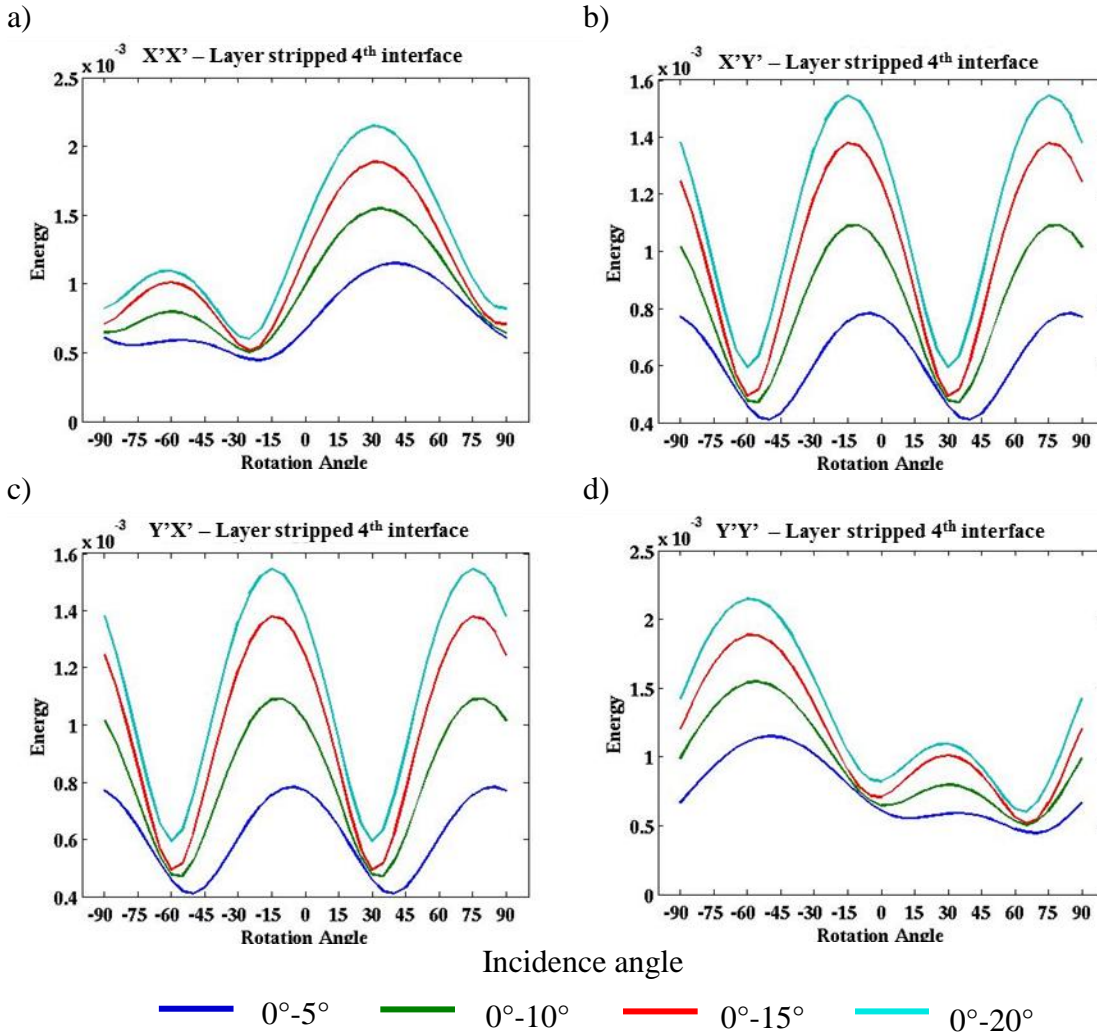 a)
x 10⁻³ X’X’ – Layer stripped 4ᵗʰ interface
2.5
2
1.5
1
0.5
0
Energy
-90 -75 -60 -45 -30 -15 0 15 30 45 60 75 90
Rotation Angle
b)
x 10⁻³ X’Y’ – Layer stripped 4ᵗʰ interface
1.6
1.4
1.2
1
0.8
0.6
0.4
Energy
-90 -75 -60 -45 -30 -15 0 15 30 45 60 75 90
Rotation Angle
c)
x 10⁻³ Y’X’ – Layer stripped 4ᵗʰ interface
1.6
1.4
1.2
1
0.8
0.6
0.4
Energy
-90 -75 -60 -45 -30 -15 0 15 30 45 60 75 90
Rotation Angle
d)
x 10⁻³ Y’Y’ – Layer stripped 4ᵗʰ interface
2.5
2
1.5
1
0.5
0
Energy
-90 -75 -60 -45 -30 -15 0 15 30 45 60 75 90
Rotation Angle
Incidence angle
0°-5° 0°-10° 0°-15° 0°-20°